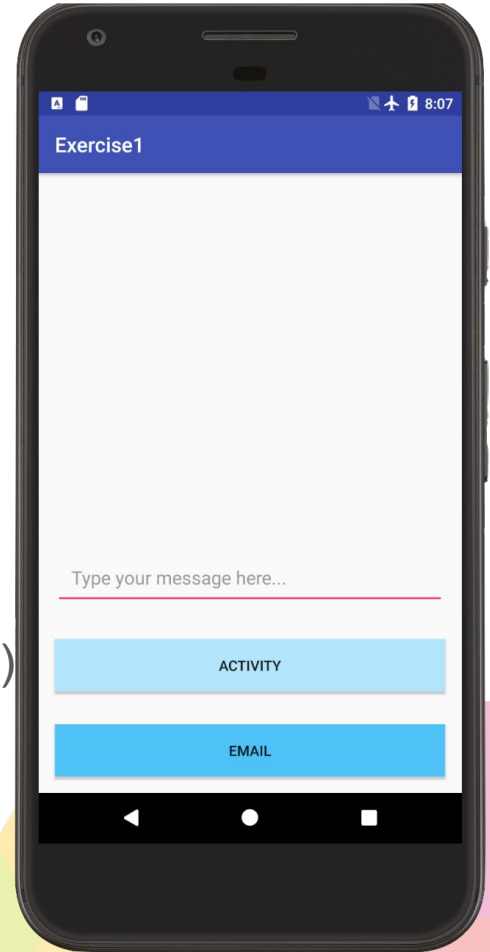 8:07
Exercise1
Type your message here...
)
ACTIVITY
EMAIL